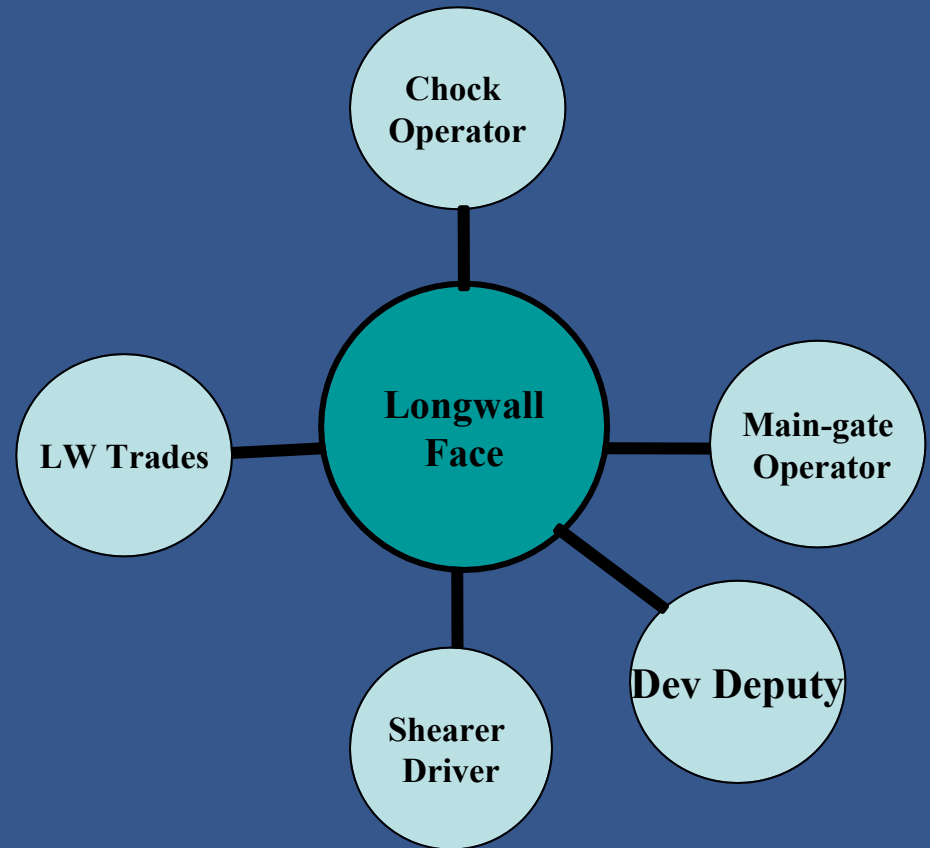 Chock
Operator
Longwall
Face
Main-gate
Operator
LW Trades
Dev Deputy
Shearer
Driver